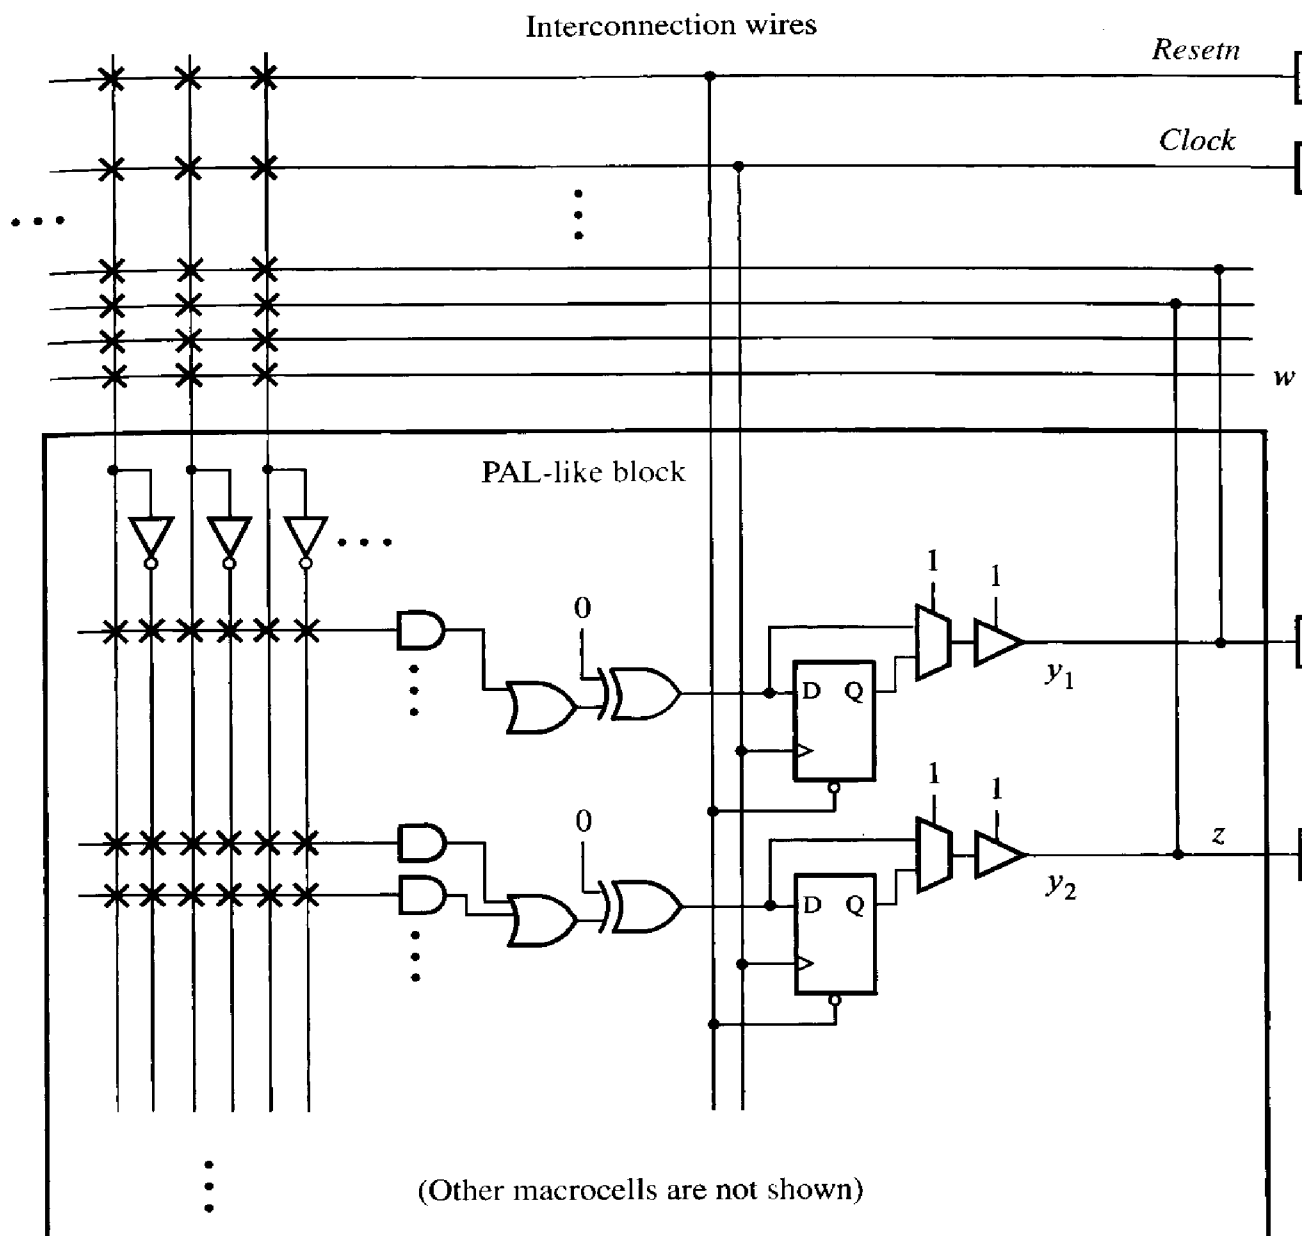 Interconnection wires
Resetn
Clock
w
PAL-like block
1
1
0
y1
D Q
1
1
0
z
y2
D Q
(Other macrocells are not shown)